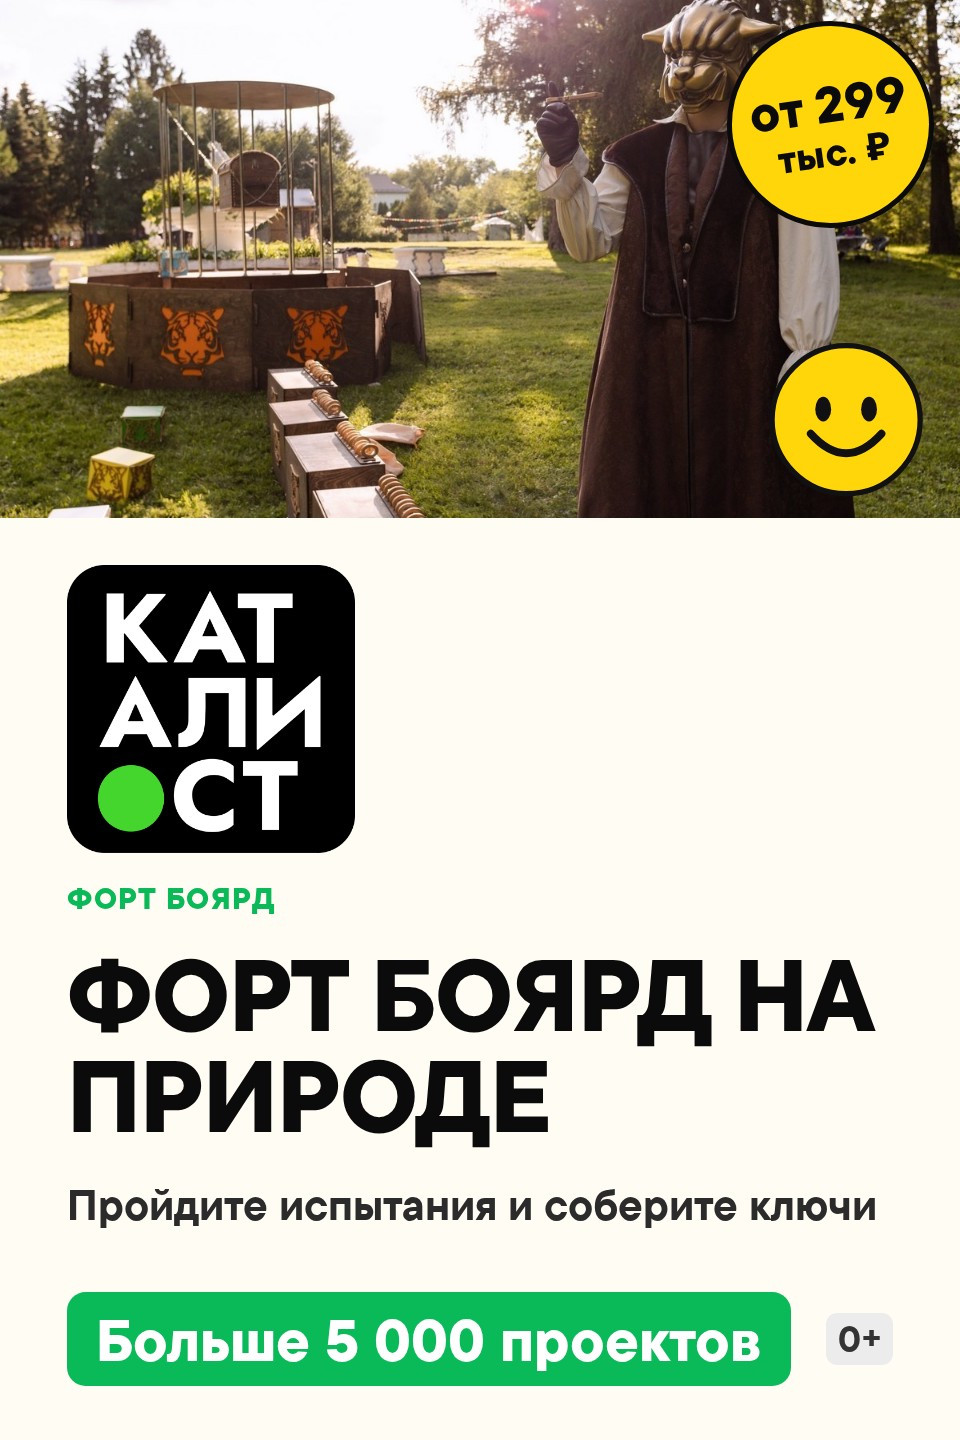 от 299
тыс. ₽
КАТ
АЛИ
СТ
ФОРТ БОЯРД
ФОРТ БОЯРД НА
ПРИРОДЕ
Пройдите испытания и соберите ключи
Больше 5 000 проектов
0+